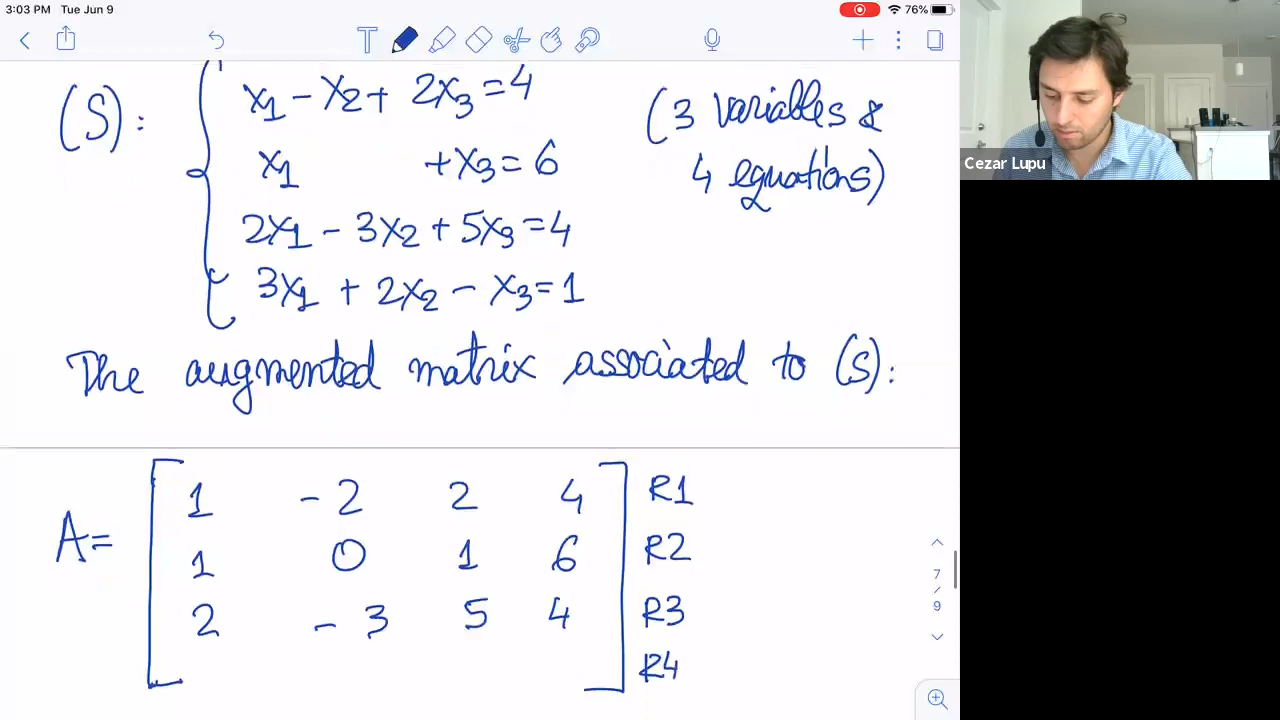 3:03 PM Tue Jun 9
76%
T
(S): x1 - x2 + 2x3 = 4
(3 variables &
4 equations)
x1 + x3 = 6
2x1 - 3x2 + 5x3 = 4
3x1 + 2x2 - x3 = 1
The augmented matrix associated to (S):
A= 1 -2 2 4 R1
1 0 1 6 R2
2 -3 5 4 R3
R4
7
/
9
Cezar Lupu